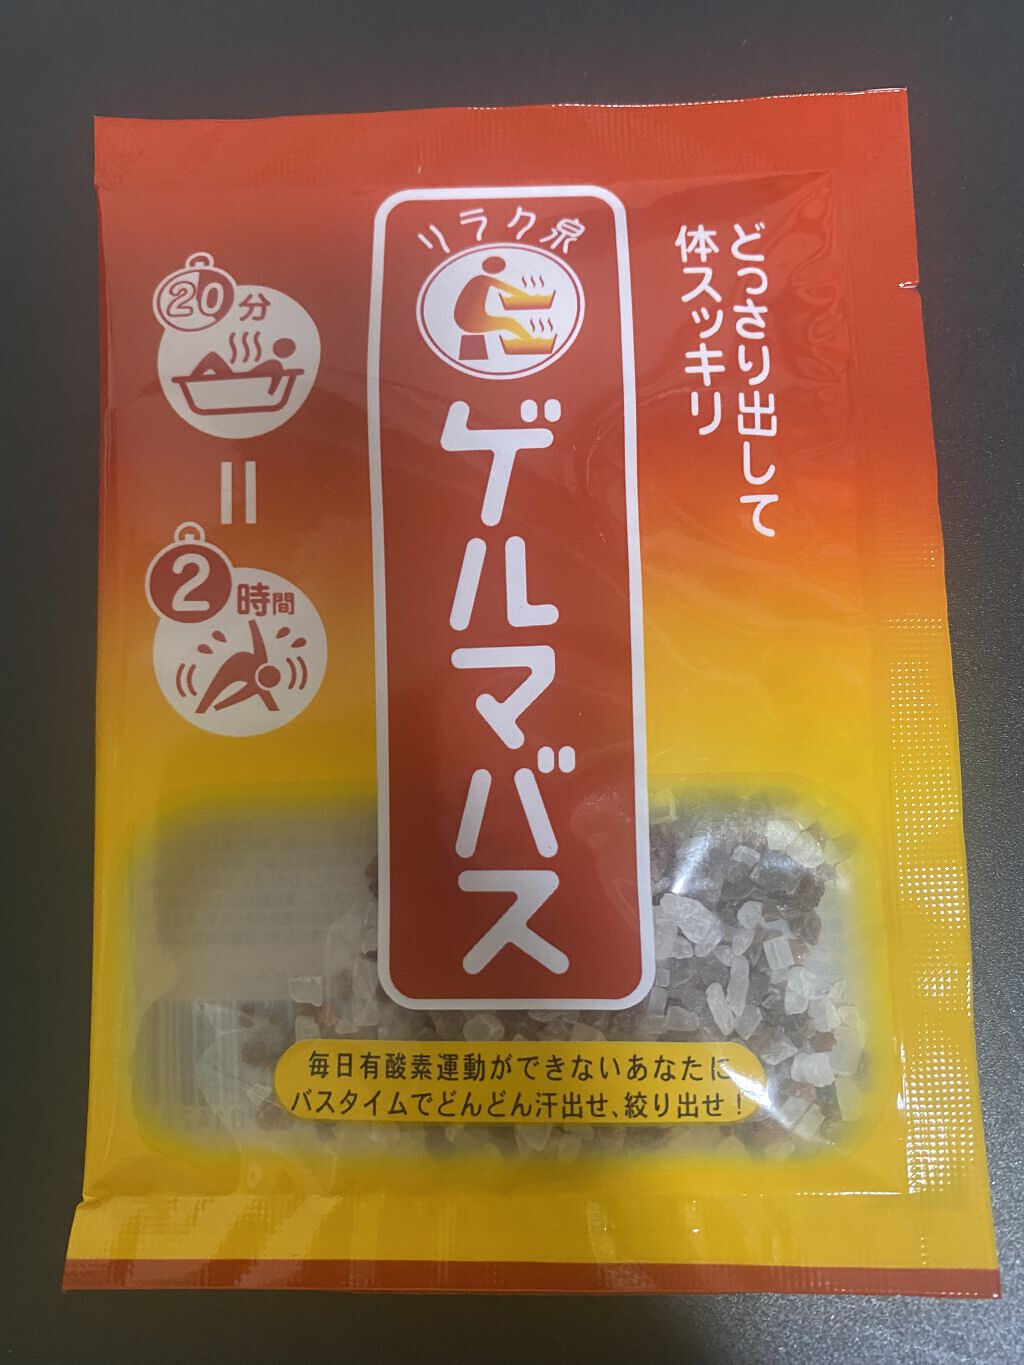 リラク泉
ゲルマバス
どっさり出して
体スッキリ
20分
=
2時間
毎日有酸素運動ができないあなたに
バスタイムでどんどん汗出せ、絞り出せ！